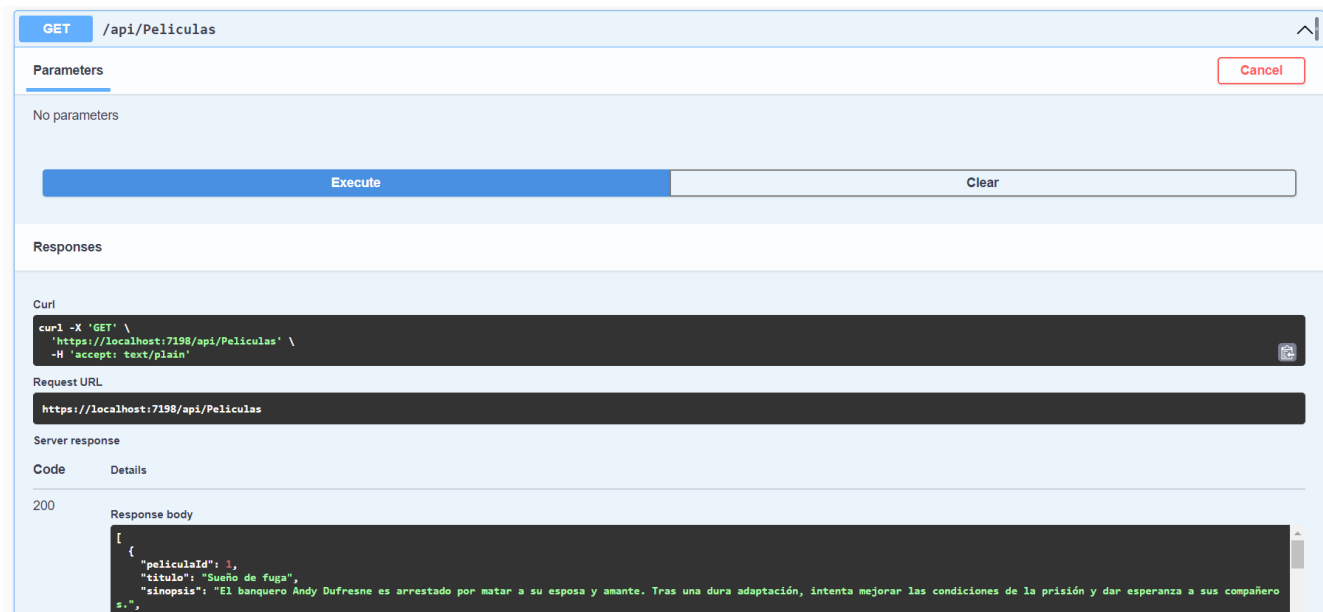 GET /api/Peliculas
Parameters Cancel
No parameters
Execute Clear
Responses
Curl
curl -X 'GET' \
'https://localhost:7198/api/Peliculas' \
-H 'accept: text/plain'
Request URL
https://localhost:7198/api/Peliculas
Server response
Code Details
200
Response body
[
{
"peliculaId": 1,
"titulo": "Sueño de fuga",
"sinopsis": "El banquero Andy Dufresne es arrestado por matar a su esposa y amante. Tras una dura adaptación, intenta mejorar las condiciones de la prisión y dar esperanza a sus compañero
s.",